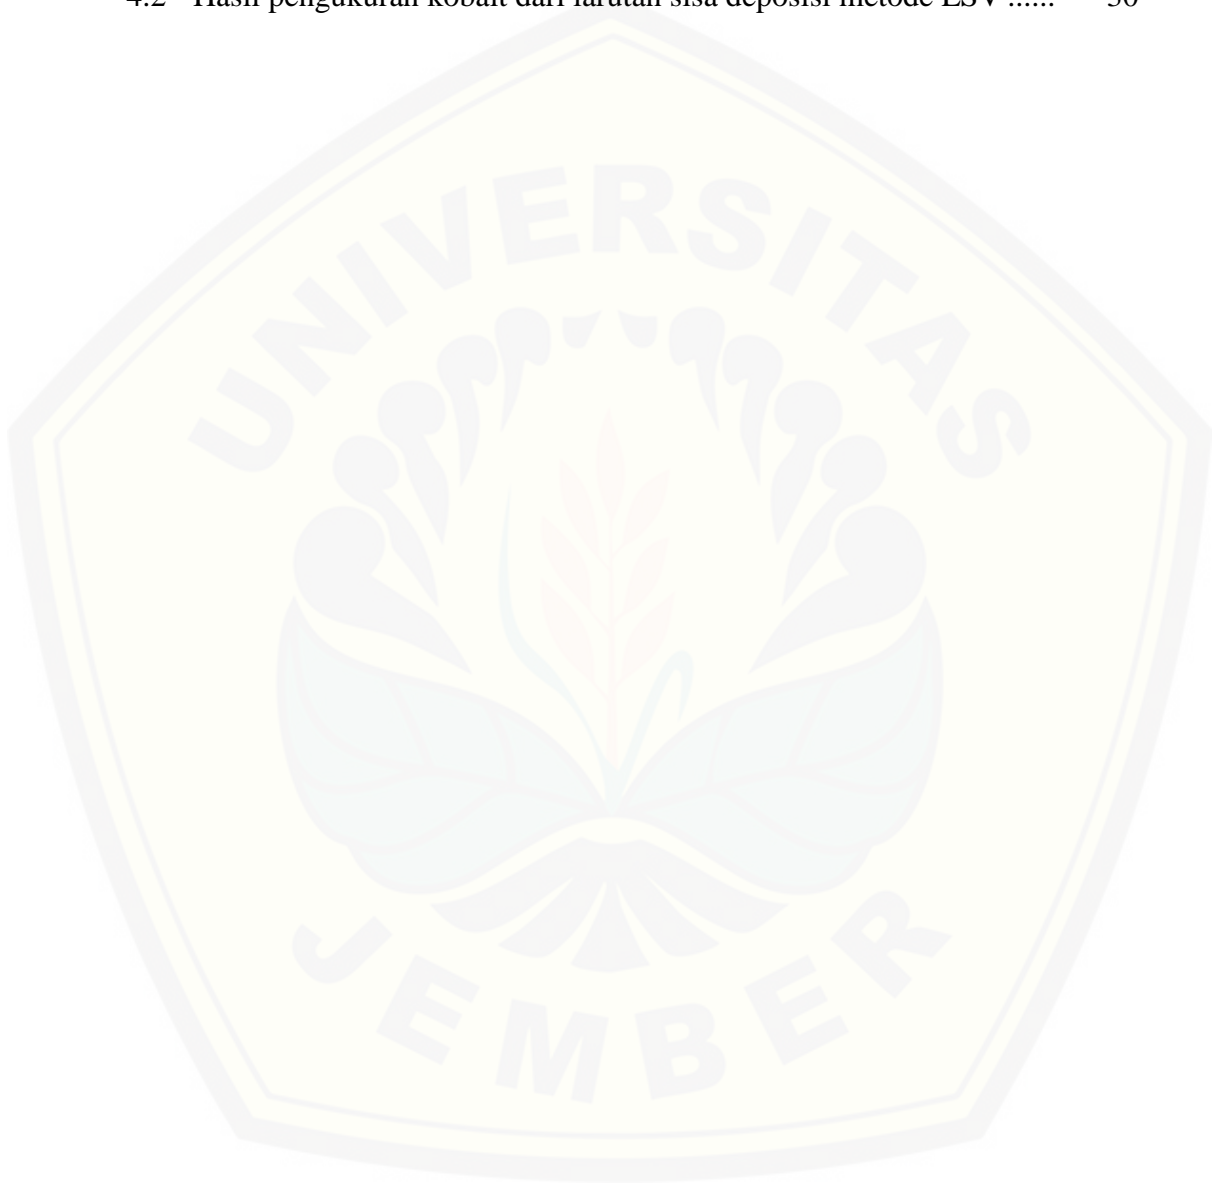 4.2 Hasil pengukuran kobalt dari larutan sisa deposisi metode LSV ...... 30
UNIVERSITAS
JEMBER